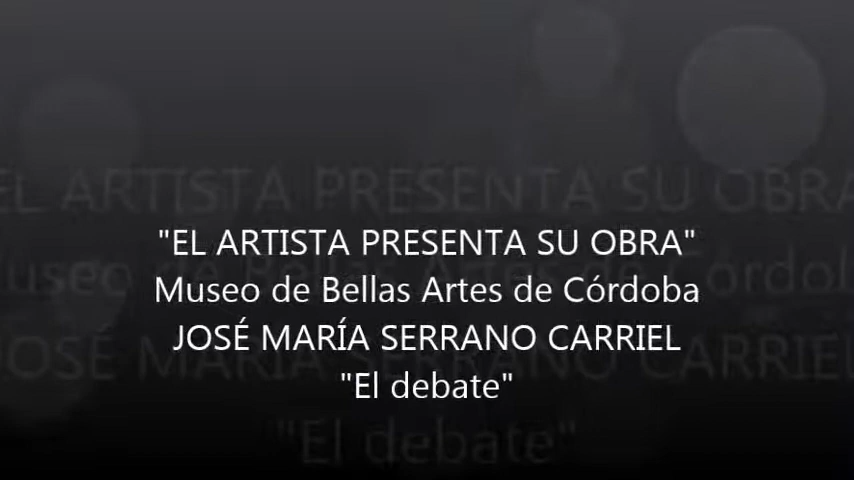 "EL ARTISTA PRESENTA SU OBRA"
Museo de Bellas Artes de Córdoba
JOSÉ MARÍA SERRANO CARRIEL
"El debate"